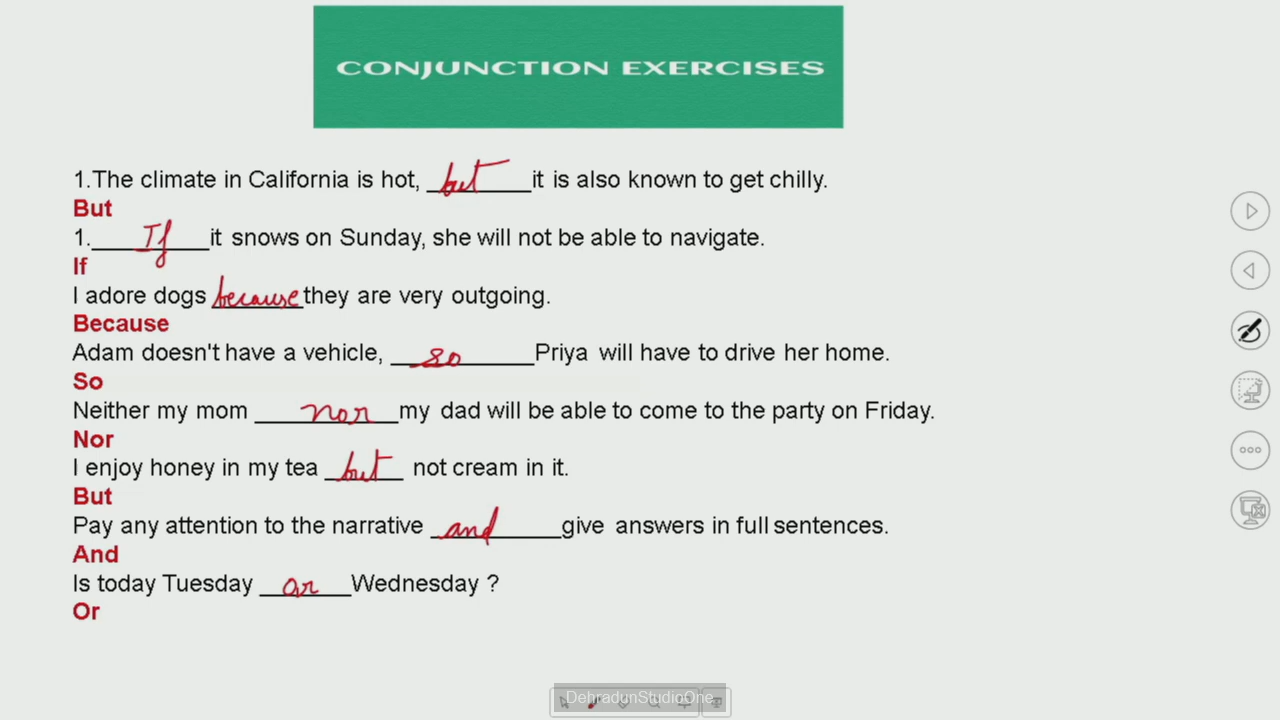 CONJUNCTION EXERCISES
1.The climate in California is hot, but it is also known to get chilly.
But
1. If it snows on Sunday, she will not be able to navigate.
If
I adore dogs because they are very outgoing.
Because
Adam doesn't have a vehicle, so Priya will have to drive her home.
So
Neither my mom nor my dad will be able to come to the party on Friday.
Nor
I enjoy honey in my tea but not cream in it.
But
Pay any attention to the narrative and give answers in full sentences.
And
Is today Tuesday or Wednesday ?
Or
DehradunStudioOne